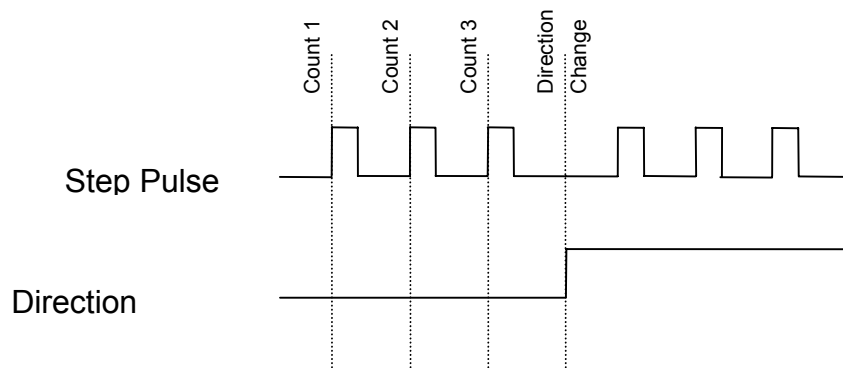 Count 1
Count 2
Count 3
Direction
Change
Step Pulse
Direction